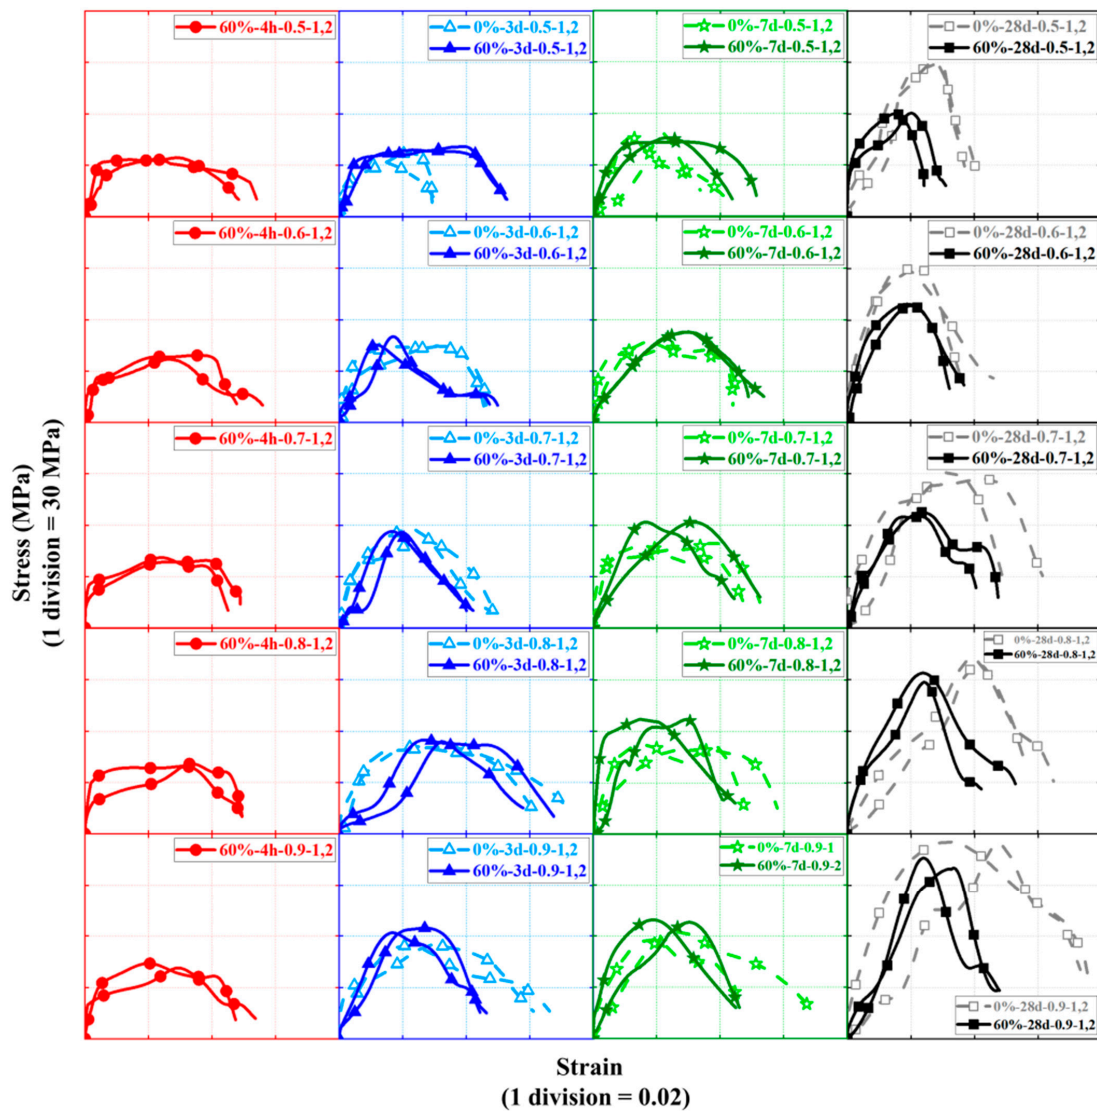 60%-4h-0.5-1,2
0%-3d-0.5-1,2
60%-3d-0.5-1,2
0%-7d-0.5-1,2
60%-7d-0.5-1,2
0%-28d-0.5-1,2
60%-28d-0.5-1,2
60%-4h-0.6-1,2
0%-3d-0.6-1,2
60%-3d-0.6-1,2
0%-7d-0.6-1,2
60%-7d-0.6-1,2
0%-28d-0.6-1,2
60%-28d-0.6-1,2
60%-4h-0.7-1,2
0%-3d-0.7-1,2
60%-3d-0.7-1,2
0%-7d-0.7-1,2
60%-7d-0.7-1,2
0%-28d-0.7-1,2
60%-28d-0.7-1,2
60%-4h-0.8-1,2
0%-3d-0.8-1,2
60%-3d-0.8-1,2
0%-7d-0.8-1,2
60%-7d-0.8-1,2
0%-28d-0.8-1,2
60%-28d-0.8-1,2
60%-4h-0.9-1,2
0%-3d-0.9-1,2
60%-3d-0.9-1,2
0%-7d-0.9-1
60%-7d-0.9-2
0%-28d-0.9-1,2
60%-28d-0.9-1,2
Stress (MPa)
(1 division = 30 MPa)
Strain
(1 division = 0.02)